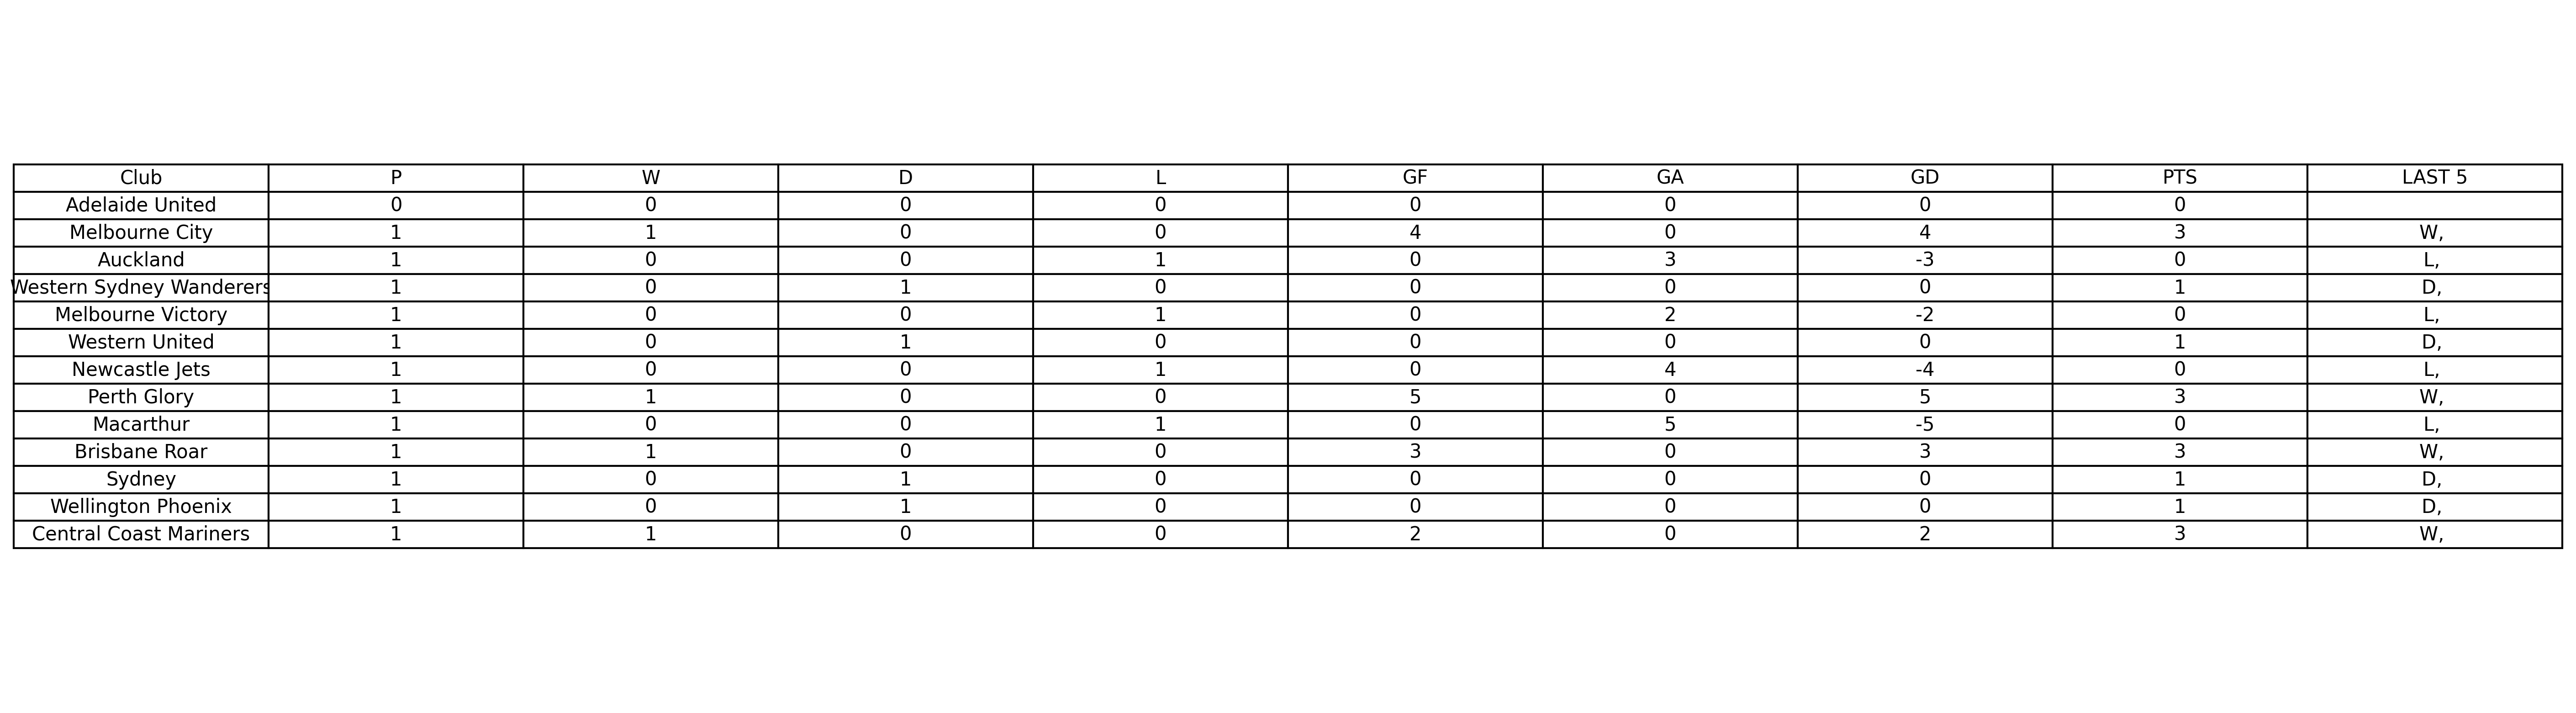 Club P W D L GF GA GD PTS LAST 5
Adelaide United 0 0 0 0 0 0 0 0
Melbourne City 1 1 0 0 4 0 4 3 W,
Auckland 1 0 0 1 0 3 -3 0 L,
Western Sydney Wanderers 1 0 1 0 0 0 0 1 D,
Melbourne Victory 1 0 0 1 0 2 -2 0 L,
Western United 1 0 1 0 0 0 0 1 D,
Newcastle Jets 1 0 0 1 0 4 -4 0 L,
Perth Glory 1 1 0 0 5 0 5 3 W,
Macarthur 1 0 0 1 0 5 -5 0 L,
Brisbane Roar 1 1 0 0 3 0 3 3 W,
Sydney 1 0 1 0 0 0 0 1 D,
Wellington Phoenix 1 0 1 0 0 0 0 1 D,
Central Coast Mariners 1 1 0 0 2 0 2 3 W,